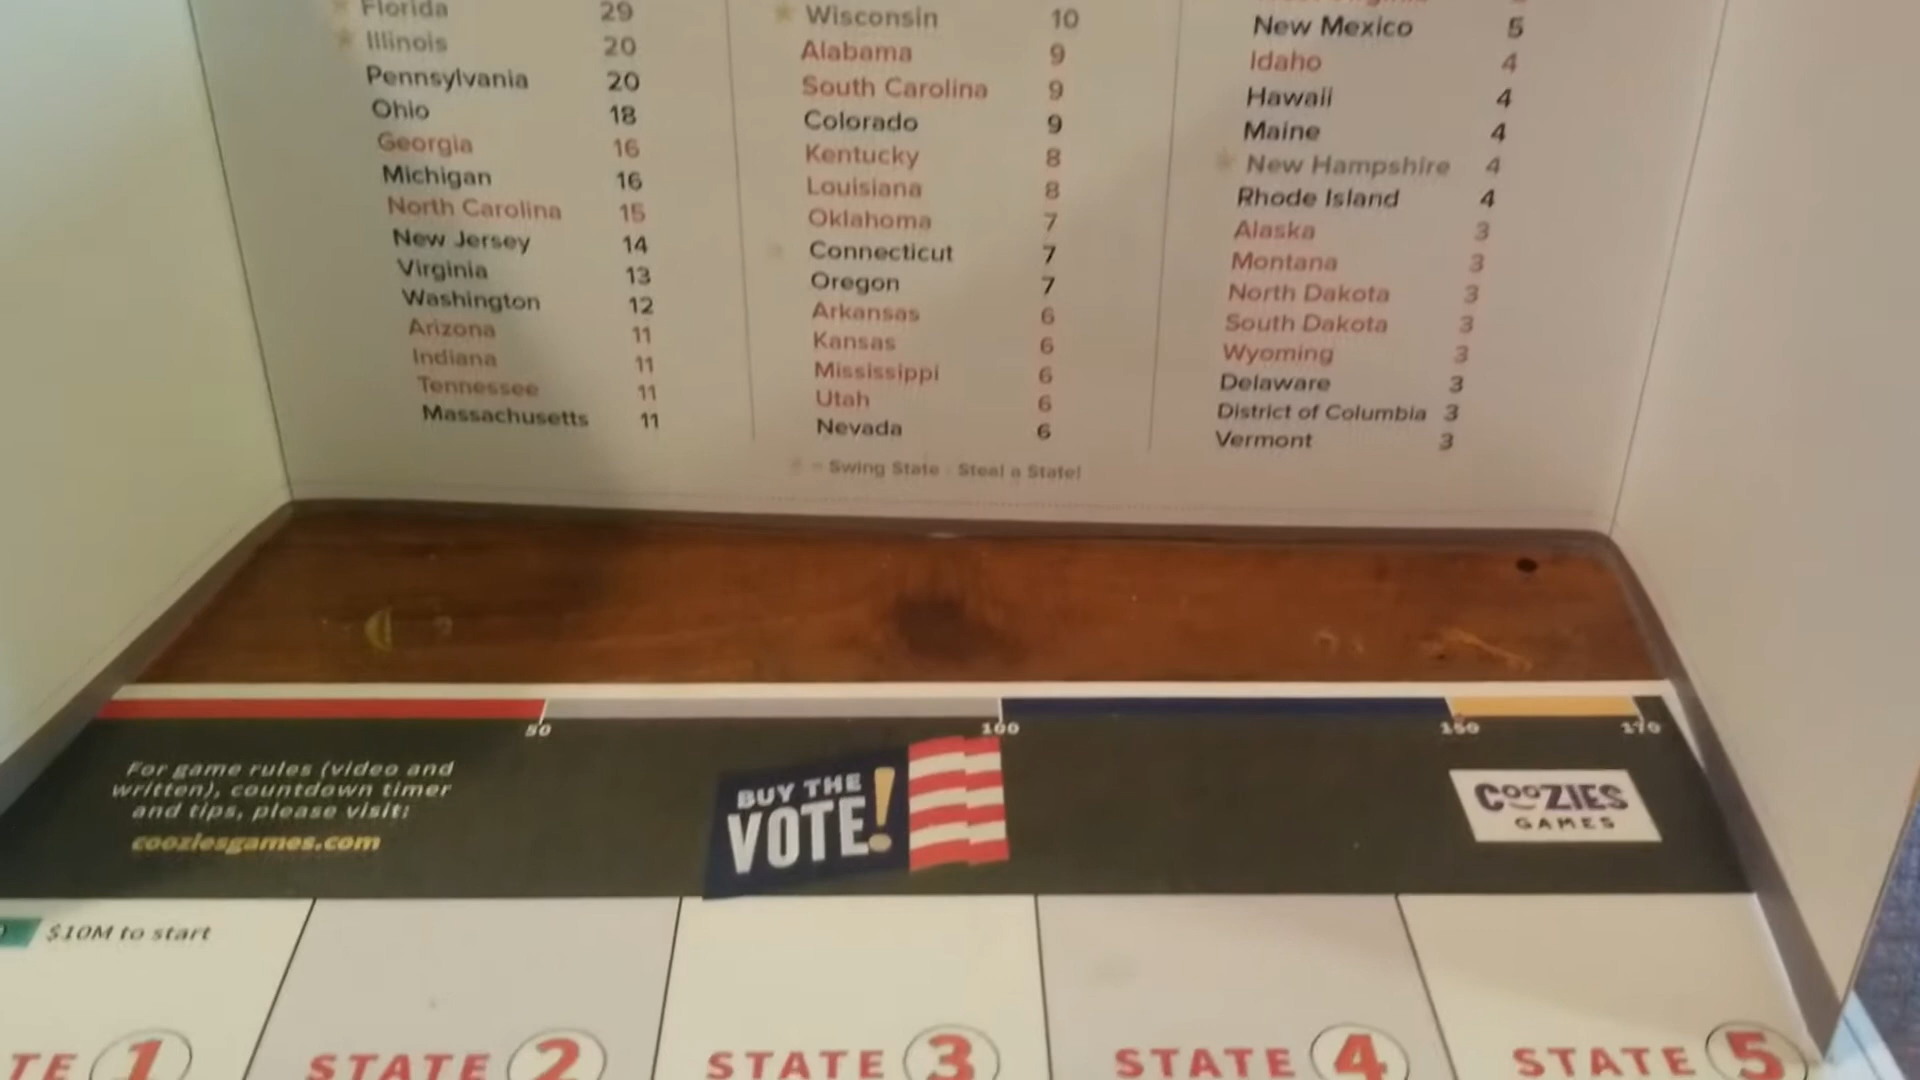 Florida 29
Illinois 20
Pennsylvania 20
Ohio 18
Georgia 16
Michigan 16
North Carolina 15
New Jersey 14
Virginia 13
Washington 12
Arizona 11
Indiana 11
Tennessee 11
Massachusetts 11
Wisconsin 10
Alabama 9
South Carolina 9
Colorado 9
Kentucky 8
Louisiana 8
Oklahoma 7
Connecticut 7
Oregon 7
Arkansas 6
Kansas 6
Mississippi 6
Utah 6
Nevada 6
New Mexico 5
Idaho 4
Hawaii 4
Maine 4
New Hampshire 4
Rhode Island 4
Alaska 3
Montana 3
North Dakota 3
South Dakota 3
Wyoming 3
Delaware 3
District of Columbia 3
Vermont 3
= Swing State - Steal a State!
50 100 150 170
For game rules (video and
written), countdown timer
and tips, please visit:
cooziesgames.com
BUY THE
VOTE!
COOZIES
GAMES
$10M to start
TE 1 STATE 2 STATE 3 STATE 4 STATE 5